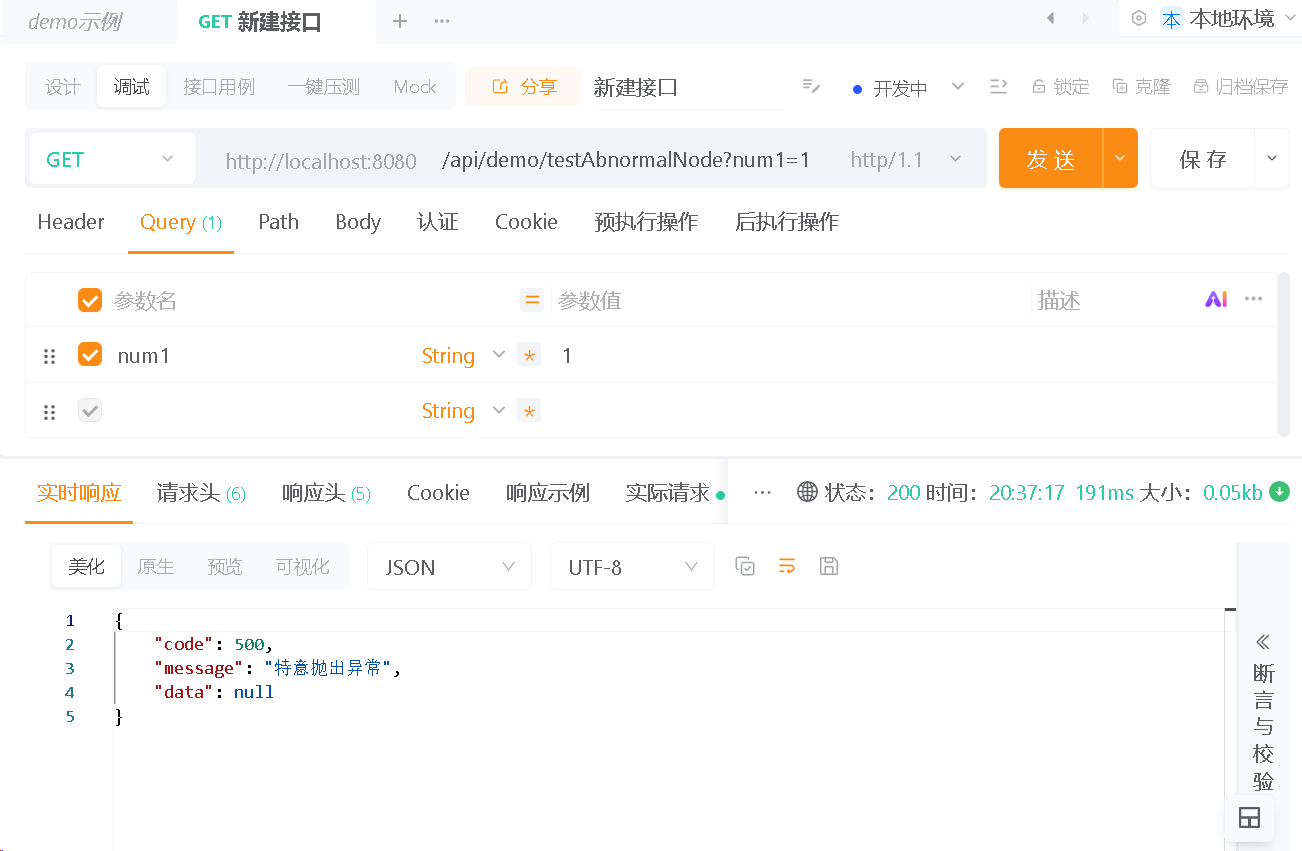 demo示例 GET 新建接口 本 本地环境
设计 调试 接口用例 一键压测 Mock 分享 新建接口 开发中 锁定 克隆 归档保存
GET http://localhost:8080 /api/demo/testAbnormalNode?num1=1 http/1.1 发送 保存
Header Query (1) Path Body 认证 Cookie 预执行操作 后执行操作
参数名 = 参数值 描述 AI
num1 String * 1
String *
实时响应 请求头 (6) 响应头 (5) Cookie 响应示例 实际请求 状态: 200 时间: 20:37:17 191ms 大小: 0.05kb
美化 原生 预览 可视化 JSON UTF-8
1 {
2 "code": 500,
3 "message": "特意抛出异常",
4 "data": null
5 }
断言与校验